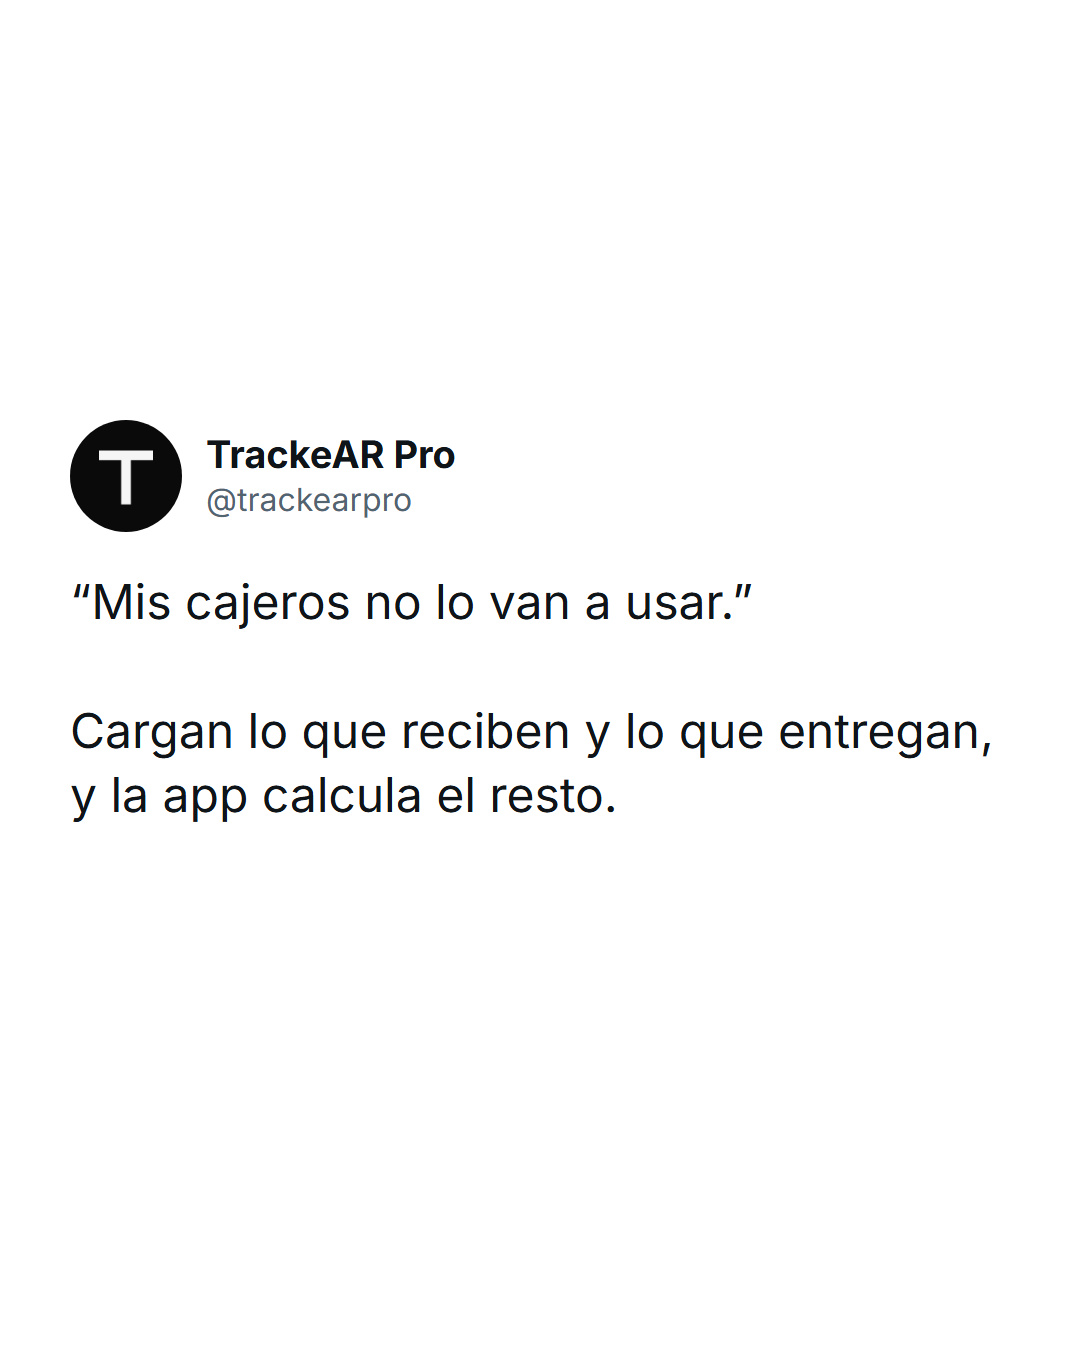 T
TrackeAR Pro
@trackearpro
“Mis cajeros no lo van a usar.”
Cargan lo que reciben y lo que entregan,
y la app calcula el resto.